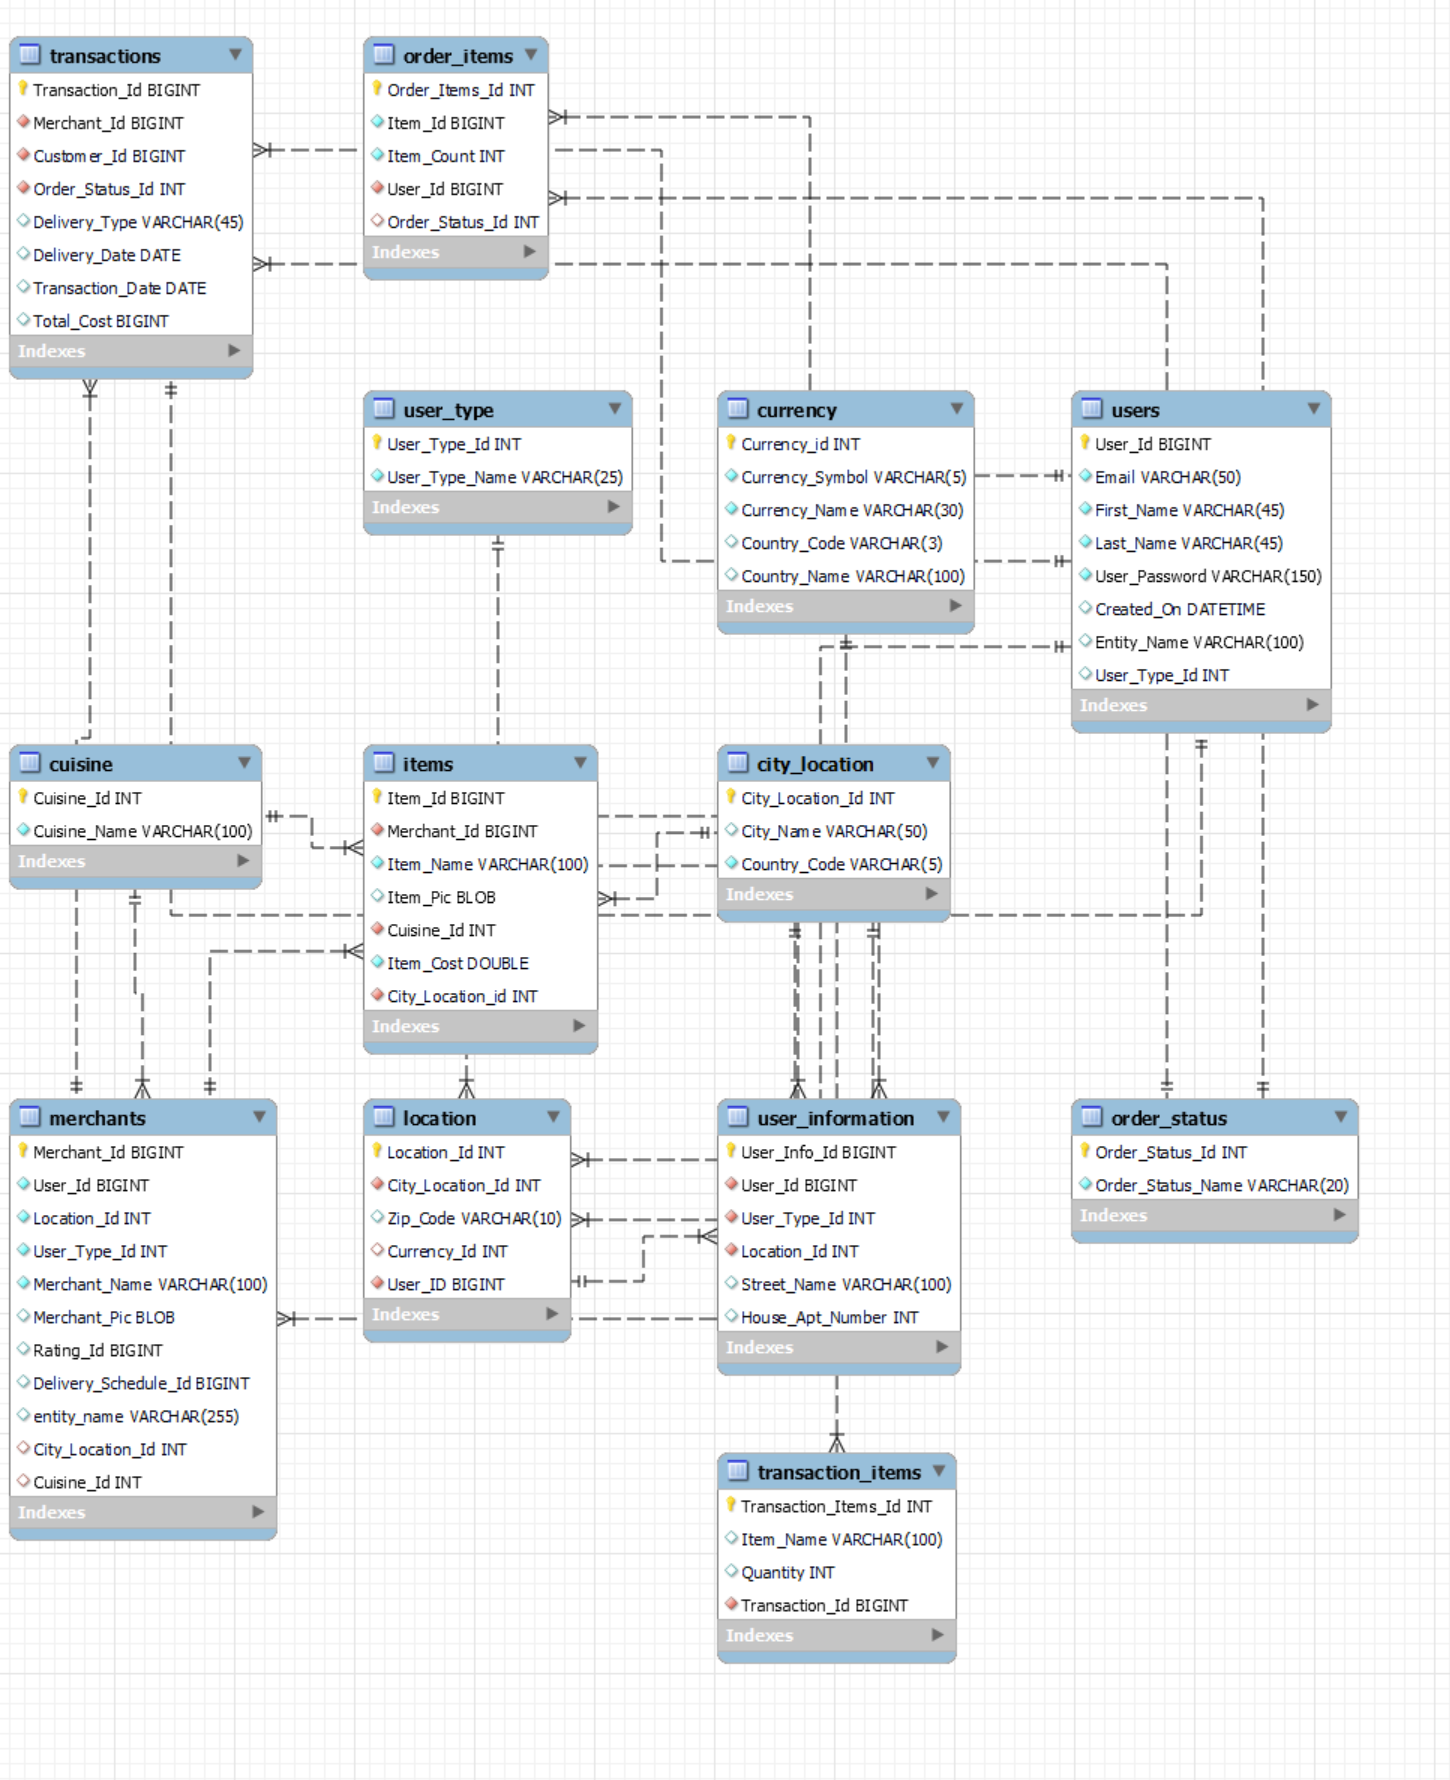 transactions
Transaction_Id BIGINT
Merchant_Id BIGINT
Customer_Id BIGINT
Order_Status_Id INT
Delivery_Type VARCHAR(45)
Delivery_Date DATE
Transaction_Date DATE
Total_Cost BIGINT
Indexes
order_items
Order_Items_Id INT
Item_Id BIGINT
Item_Count INT
User_Id BIGINT
Order_Status_Id INT
Indexes
user_type
User_Type_Id INT
User_Type_Name VARCHAR(25)
Indexes
currency
Currency_id INT
Currency_Symbol VARCHAR(5)
Currency_Name VARCHAR(30)
Country_Code VARCHAR(3)
Country_Name VARCHAR(100)
Indexes
users
User_Id BIGINT
Email VARCHAR(50)
First_Name VARCHAR(45)
Last_Name VARCHAR(45)
User_Password VARCHAR(150)
Created_On DATETIME
Entity_Name VARCHAR(100)
User_Type_Id INT
Indexes
cuisine
Cuisine_Id INT
Cuisine_Name VARCHAR(100)
Indexes
items
Item_Id BIGINT
Merchant_Id BIGINT
Item_Name VARCHAR(100)
Item_Pic BLOB
Cuisine_Id INT
Item_Cost DOUBLE
City_Location_id INT
Indexes
city_location
City_Location_Id INT
City_Name VARCHAR(50)
Country_Code VARCHAR(5)
Indexes
merchants
Merchant_Id BIGINT
User_Id BIGINT
Location_Id INT
User_Type_Id INT
Merchant_Name VARCHAR(100)
Merchant_Pic BLOB
Rating_Id BIGINT
Delivery_Schedule_Id BIGINT
entity_name VARCHAR(255)
City_Location_Id INT
Cuisine_Id INT
Indexes
location
Location_Id INT
City_Location_Id INT
Zip_Code VARCHAR(10)
Currency_Id INT
User_ID BIGINT
Indexes
user_information
User_Info_Id BIGINT
User_Id BIGINT
User_Type_Id INT
Location_Id INT
Street_Name VARCHAR(100)
House_Apt_Number INT
Indexes
order_status
Order_Status_Id INT
Order_Status_Name VARCHAR(20)
Indexes
transaction_items
Transaction_Items_Id INT
Item_Name VARCHAR(100)
Quantity INT
Transaction_Id BIGINT
Indexes